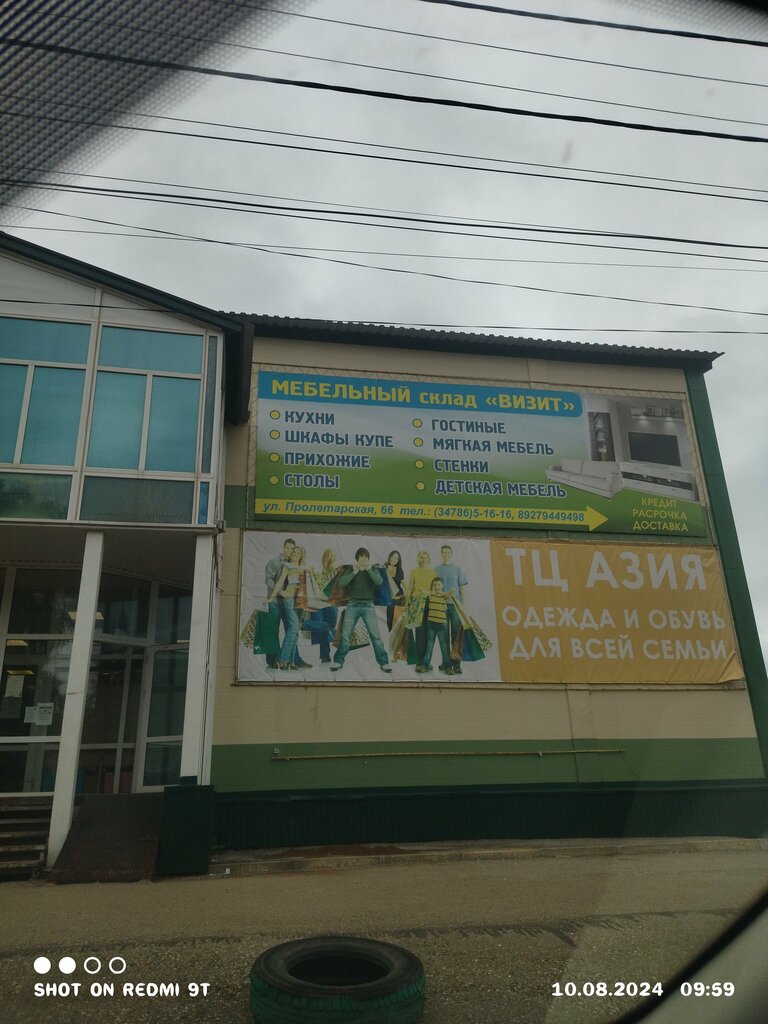 МЕБЕЛЬНЫЙ склад «ВИЗИТ»
КУХНИ
ШКАФЫ КУПЕ
ПРИХОЖИЕ
СТОЛЫ
ГОСТИНЫЕ
МЯГКАЯ МЕБЕЛЬ
СТЕНКИ
ДЕТСКАЯ МЕБЕЛЬ
КРЕДИТ
РАСРОЧКА
ДОСТАВКА
ул. Пролетарская, 66 тел.: (34786)5-16-16, 89279449498
ТЦ АЗИЯ
ОДЕЖДА И ОБУВЬ
ДЛЯ ВСЕЙ СЕМЬИ
SHOT ON REDMI 9T
10.08.2024 09:59